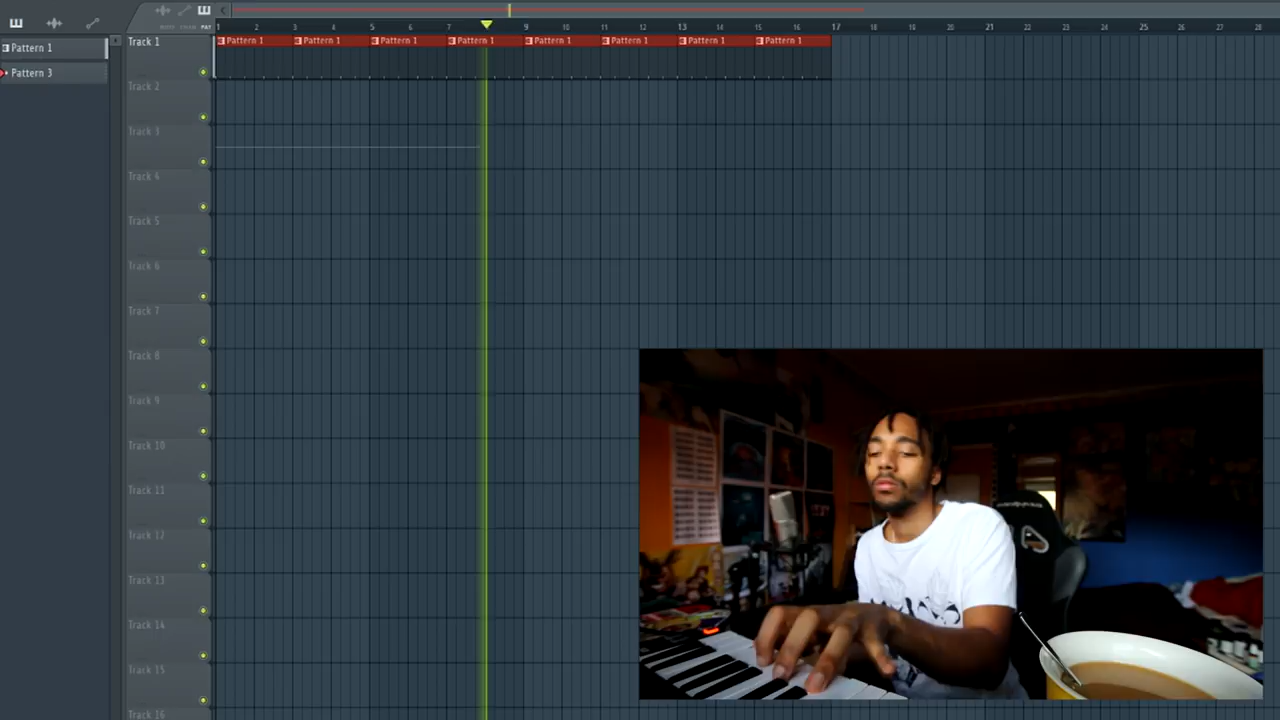 NOTE CHAN PAT
1 2 3 4 5 6 7 8 9 10 11 12 13 14 15 16 17 18 19 20 21 22 23 24 25 26 27 28
Pattern 1
Pattern 3
Track 1
Pattern 1 Pattern 1 Pattern 1 Pattern 1 Pattern 1 Pattern 1 Pattern 1 Pattern 1
Track 2
Track 3
Track 4
Track 5
Track 6
Track 7
Track 8
Track 9
Track 10
Track 11
Track 12
Track 13
Track 14
Track 15
Track 16